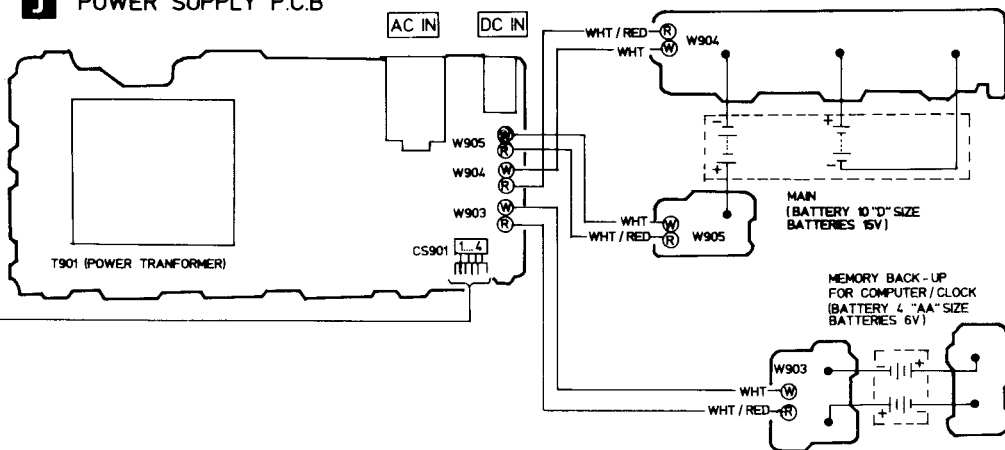 J POWER SUPPLY P.C.B
AC IN
DC IN
WHT / RED R
W904
WHT W
W905 W
R
W904 W
R
W903 W
R
CS901 1...4
T901 (POWER TRANFORMER)
- +
+ -
MAIN
(BATTERY 10 "D" SIZE
BATTERIES 15V)
WHT W
WHT / RED R
W905
MEMORY BACK-UP
FOR COMPUTER / CLOCK
(BATTERY 4 "AA" SIZE
BATTERIES 6V)
W903
- +
WHT W
WHT / RED R
+ -